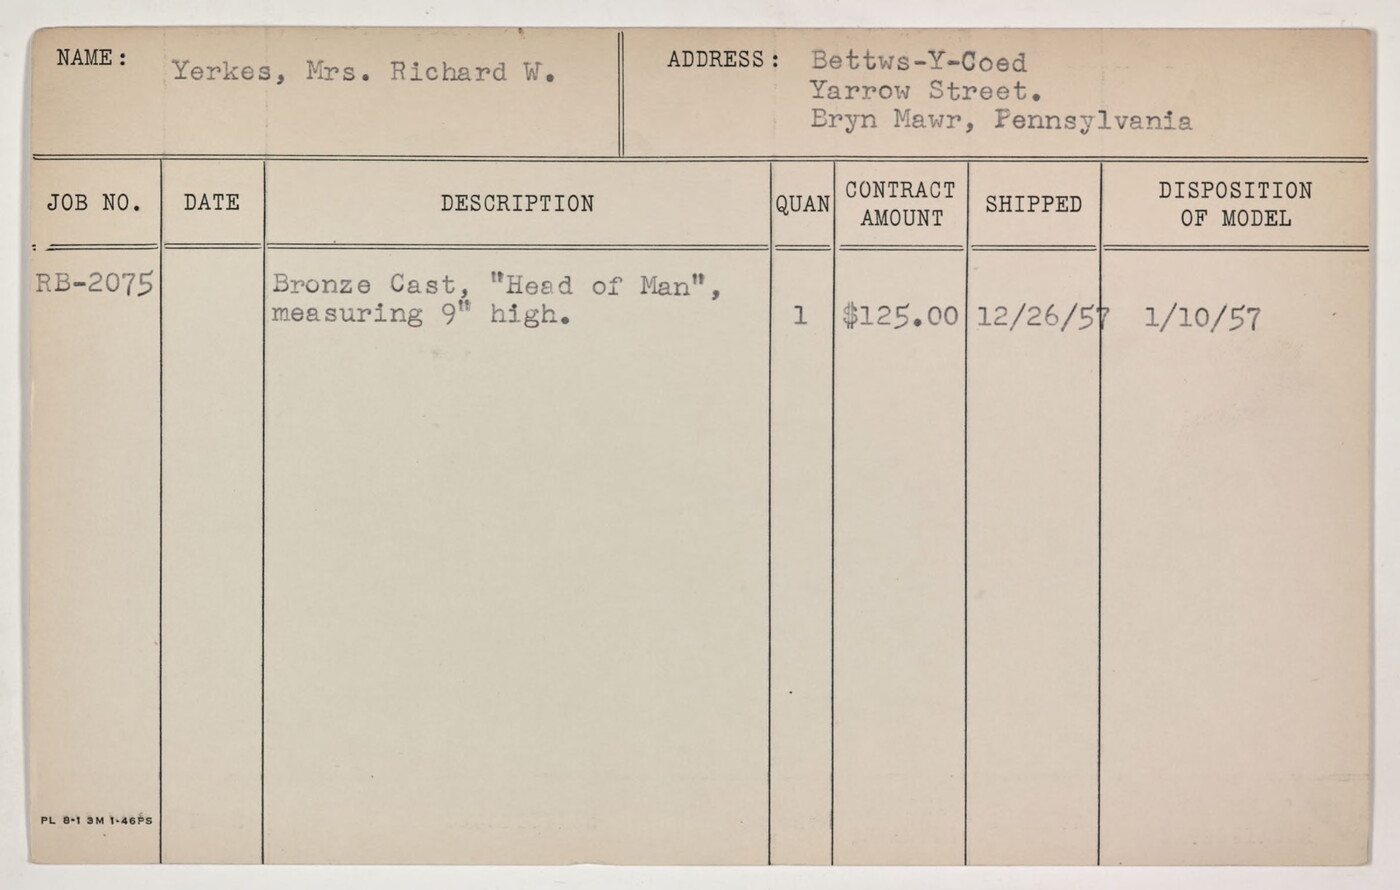 NAME: Yerkes, Mrs. Richard W.
ADDRESS: Bettws-Y-Coed
Yarrow Street.
Bryn Mawr, Pennsylvania
JOB NO. DATE DESCRIPTION QUAN CONTRACT AMOUNT SHIPPED DISPOSITION OF MODEL
RB-2075 Bronze Cast, "Head of Man",
measuring 9" high. 1 $125.00 12/26/57 1/10/57
PL 8-1 3M 1-46PS